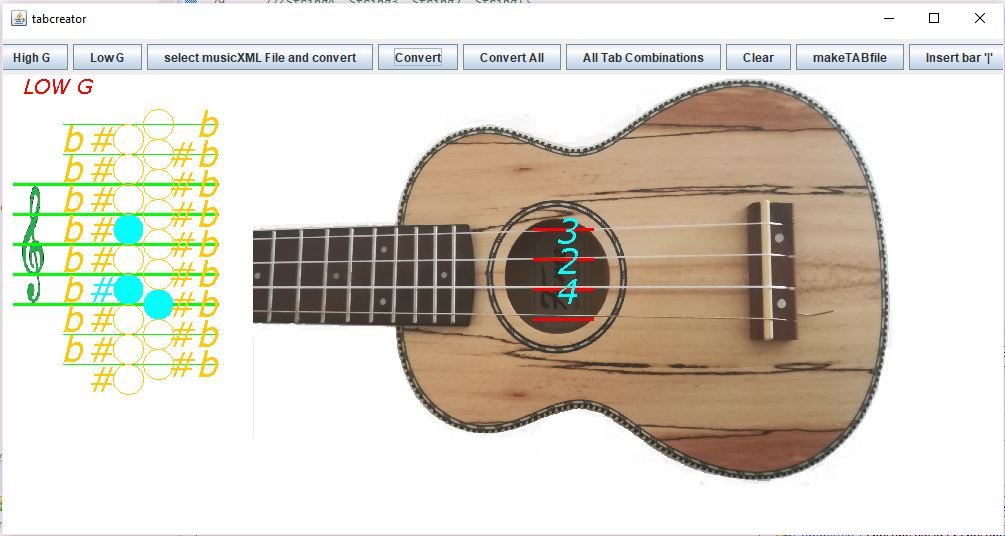 tabcreator
High G Low G select musicXML File and convert Convert Convert All All Tab Combinations Clear makeTABfile Insert bar '|'
LOW G
b
b #
# b
b #
# b
b #
# b
b #
# b
b #
# b
b #
# b
b #
# b
b #
# b
#
3
2
4